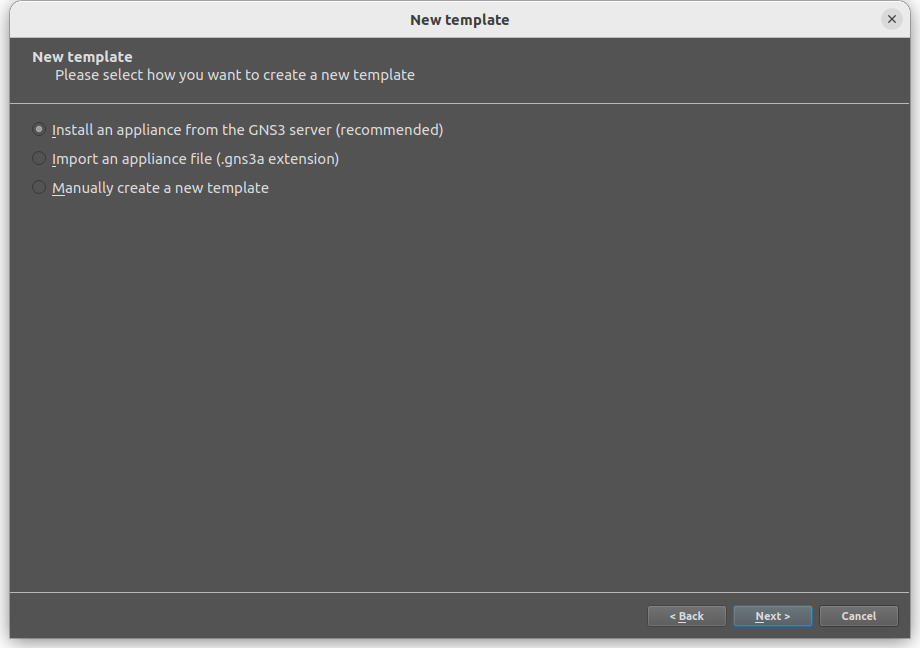 New template
New template
Please select how you want to create a new template
Install an appliance from the GNS3 server (recommended)
Import an appliance file (.gns3a extension)
Manually create a new template
< Back
Next >
Cancel